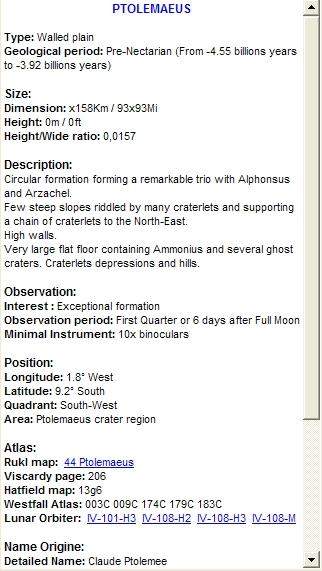 PTOLEMAEUS
Type: Walled plain
Geological period: Pre-Nectarian (From -4.55 billions years
to -3.92 billions years)
Size:
Dimension: x158Km / 93x93Mi
Height: 0m / 0ft
Height/Wide ratio: 0,0157
Description:
Circular formation forming a remarkable trio with Alphonsus
and Arzachel.
Few steep slopes riddled by many craterlets and supporting
a chain of craterlets to the North-East.
High walls.
Very large flat floor containing Ammonius and several ghost
craters. Craterlets depressions and hills.
Observation:
Interest : Exceptional formation
Observation period: First Quarter or 6 days after Full Moon
Minimal Instrument: 10x binoculars
Position:
Longitude: 1.8° West
Latitude: 9.2° South
Quadrant: South-West
Area: Ptolemaeus crater region
Atlas:
Rukl map: 44 Ptolemaeus
Viscardy page: 206
Hatfield map: 13g6
Westfall Atlas: 003C 009C 174C 179C 183C
Lunar Orbiter: IV-101-H3 IV-108-H2 IV-108-H3 IV-108-M
Name Origine:
Detailed Name: Claude Ptolemee